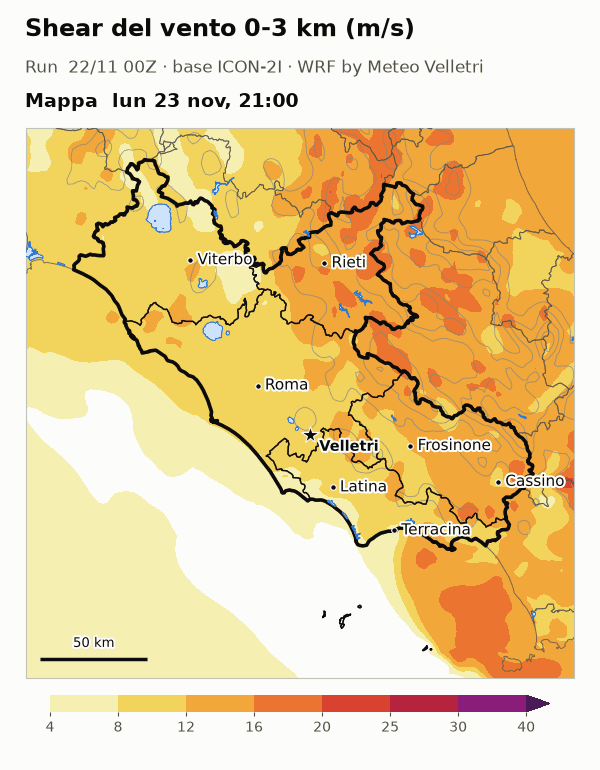 Shear del vento 0-3 km (m/s)
Run  22/11 00Z · base ICON-2I · WRF by Meteo Velletri
Mappa  lun 23 nov, 21:00
Viterbo
Rieti
Roma
Velletri
Frosinone
Latina
Cassino
Terracina
50 km
4 8 12 16 20 25 30 40